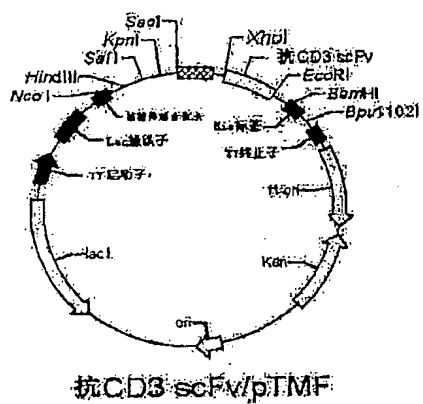 SacI
KpnI
SalI
HindIII
NcoI
XhoI
抗CD3 scFv
EcoRI
BamHI
Bpu1102I
T7终止子
f1 ori
Kan
ori
lacI
T7启动子
Lac操纵子
抗CD3 scFv/pTMF